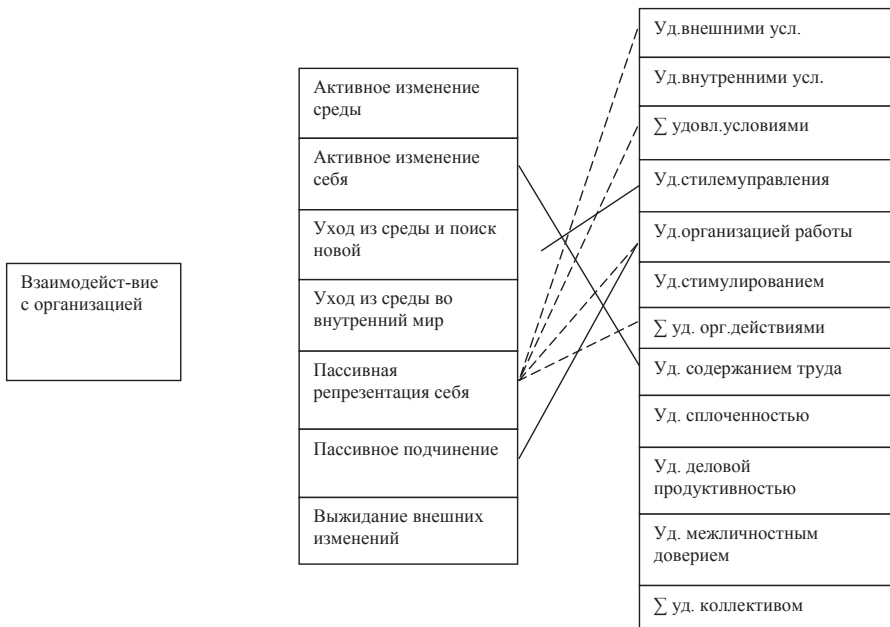 Взаимодейст-вие
с организацией
Активное изменение
среды
Активное изменение
себя
Уход из среды и поиск
новой
Уход из среды во
внутренний мир
Пассивная
репрезентация себя
Пассивное подчинение
Выжидание внешних
изменений
Уд.внешними усл.
Уд.внутренними усл.
∑ удовл.условиями
Уд.стилемуправления
Уд.организацией работы
Уд.стимулированием
∑ уд. орг.действиями
Уд. содержанием труда
Уд. сплоченностью
Уд. деловой
продуктивностью
Уд. межличностным
доверием
∑ уд. коллективом